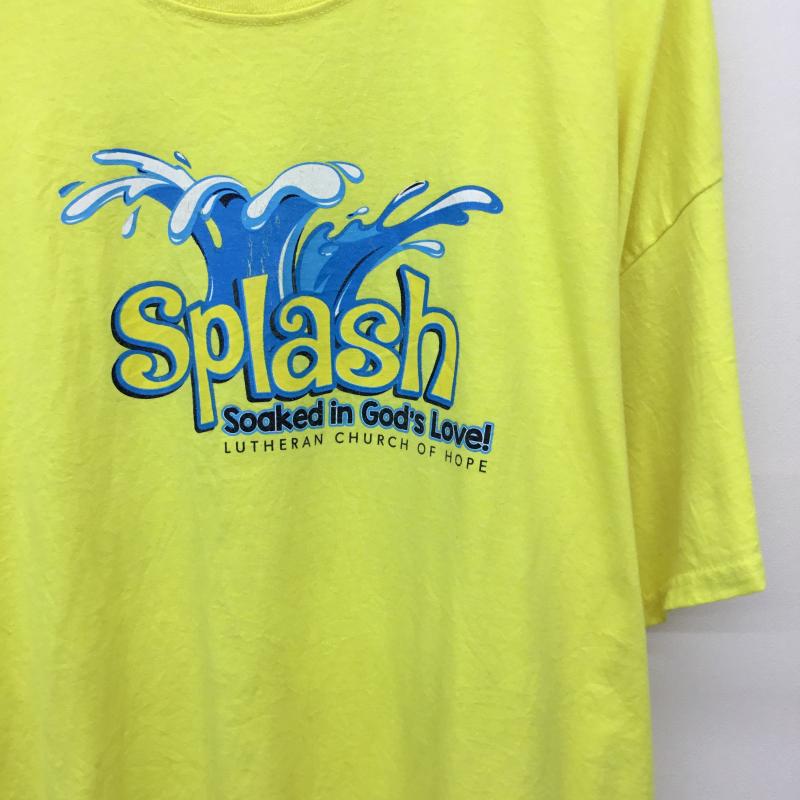 Splash
Soaked in God's Love!
LUTHERAN CHURCH OF HOPE